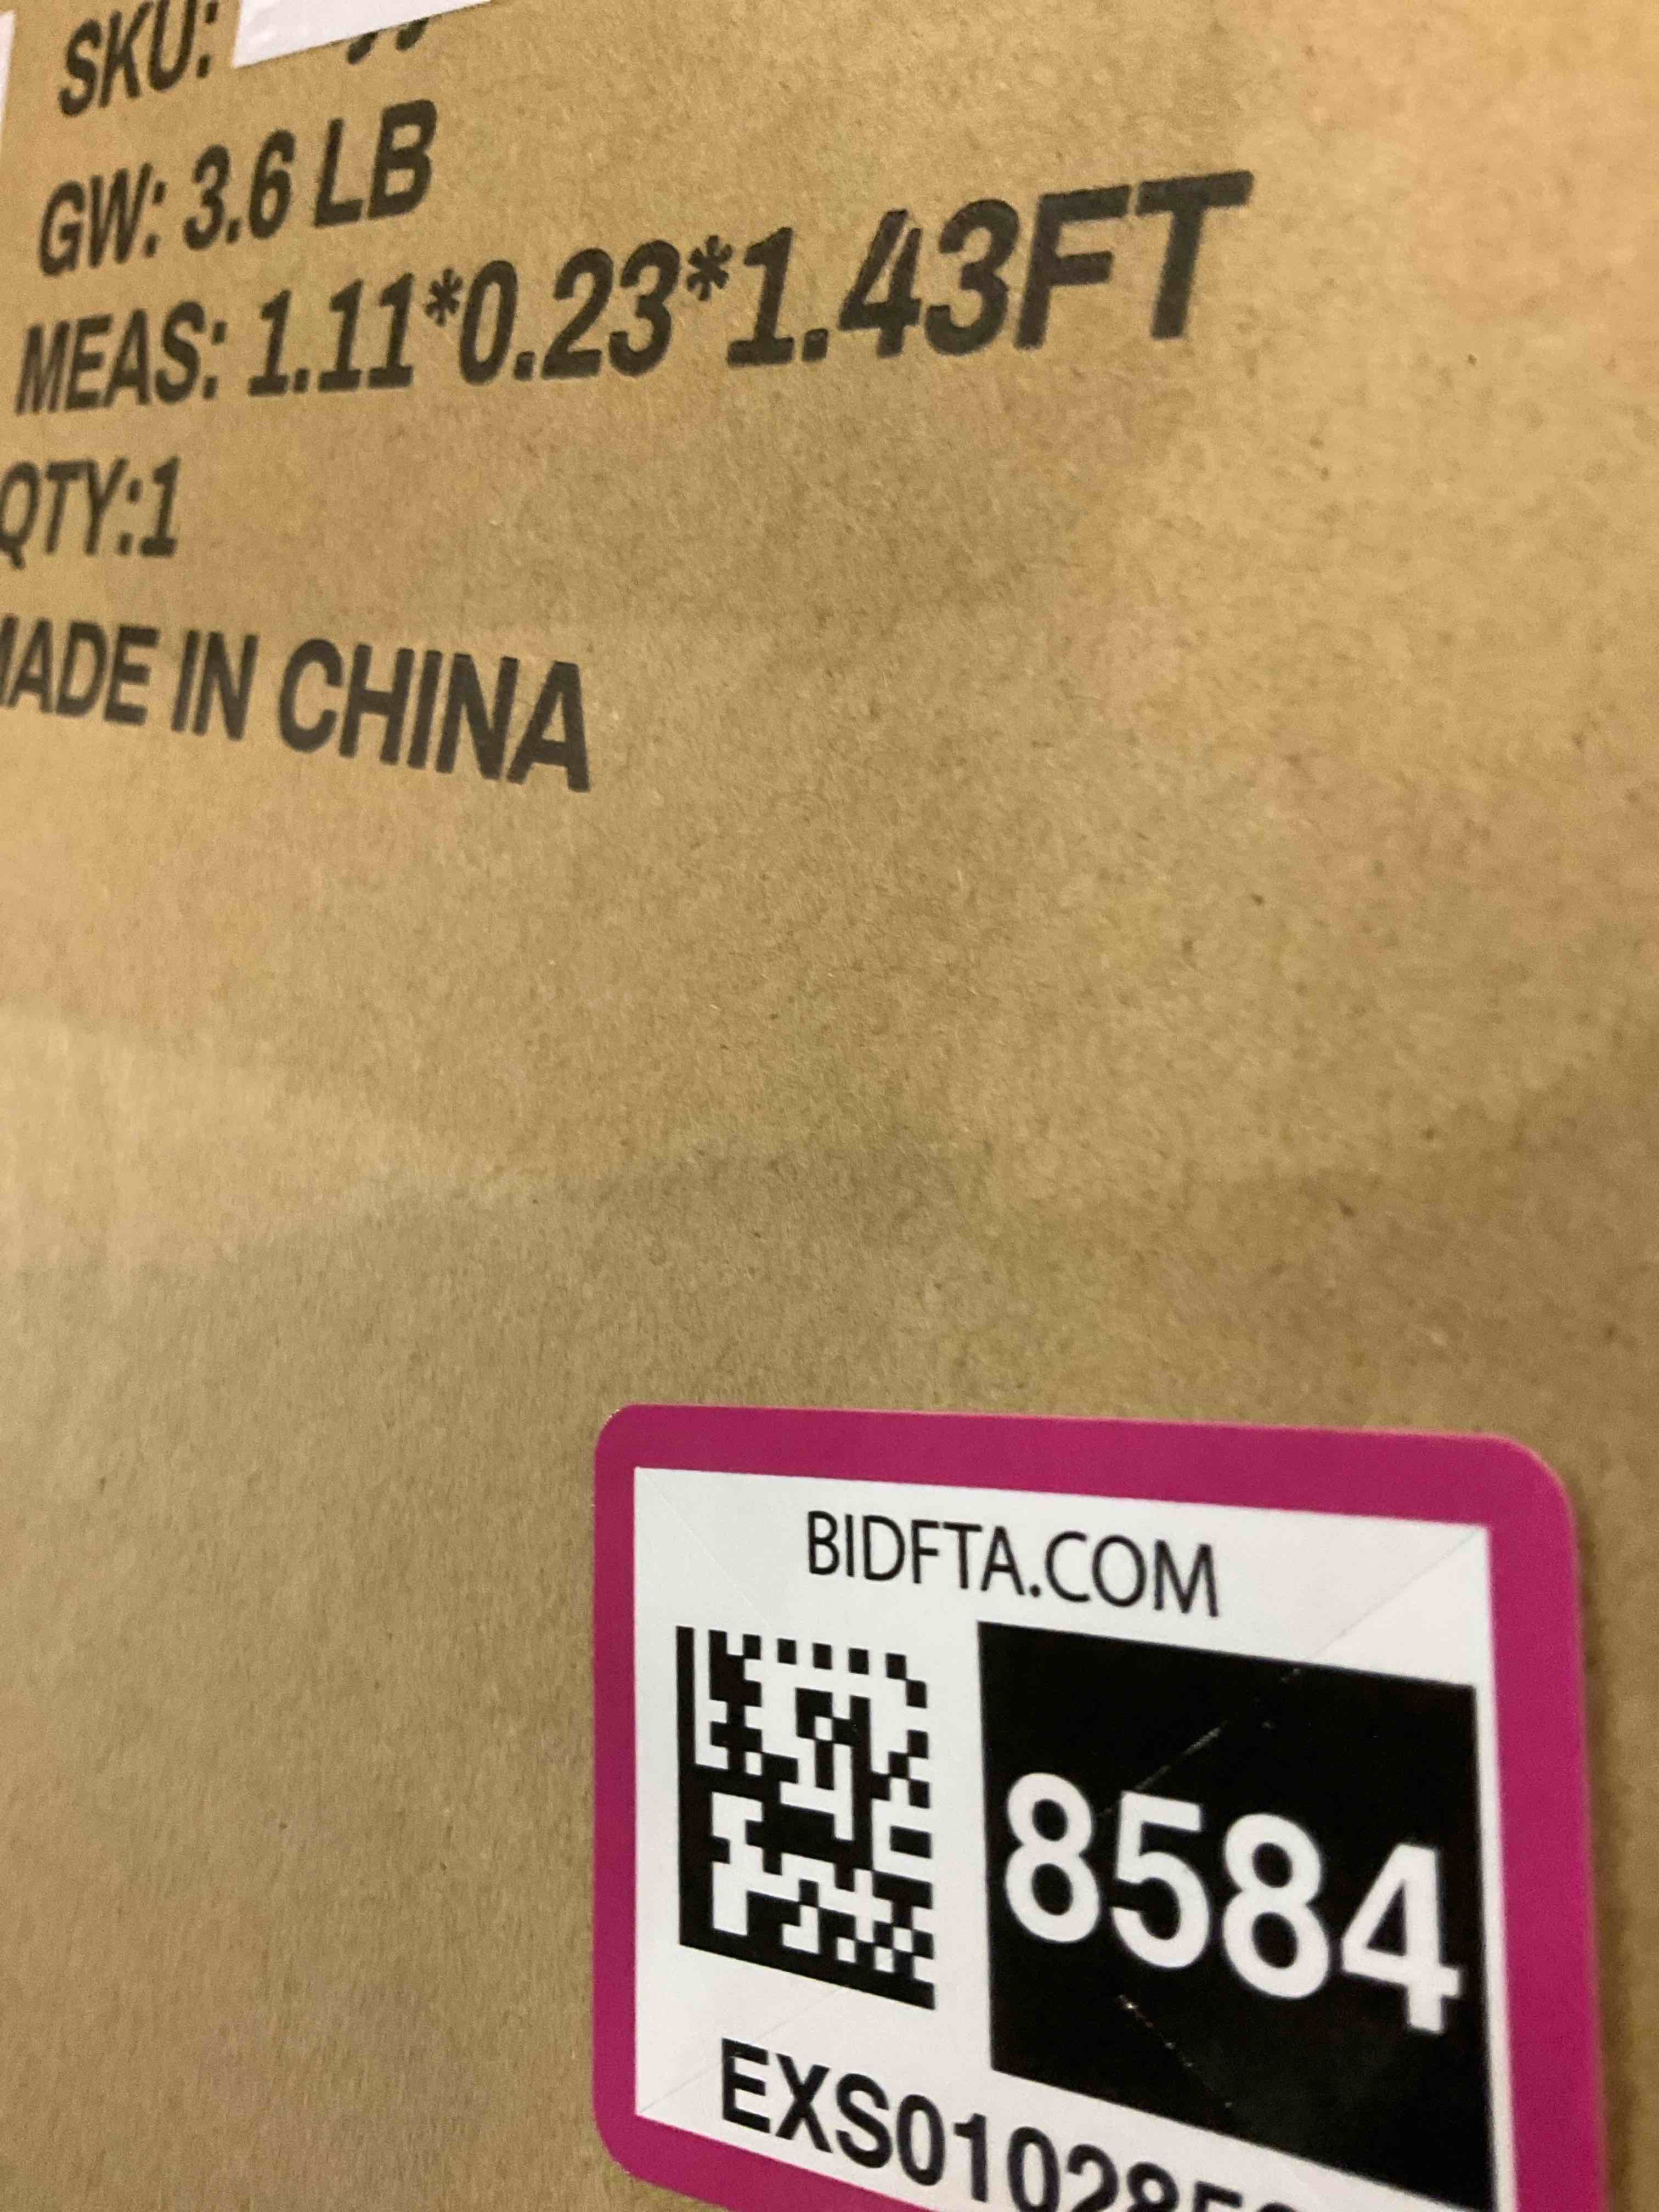 SKU:
GW: 3.6 LB
MEAS: 1.11*0.23*1.43FT
QTY:1
MADE IN CHINA
BIDFTA.COM
8584